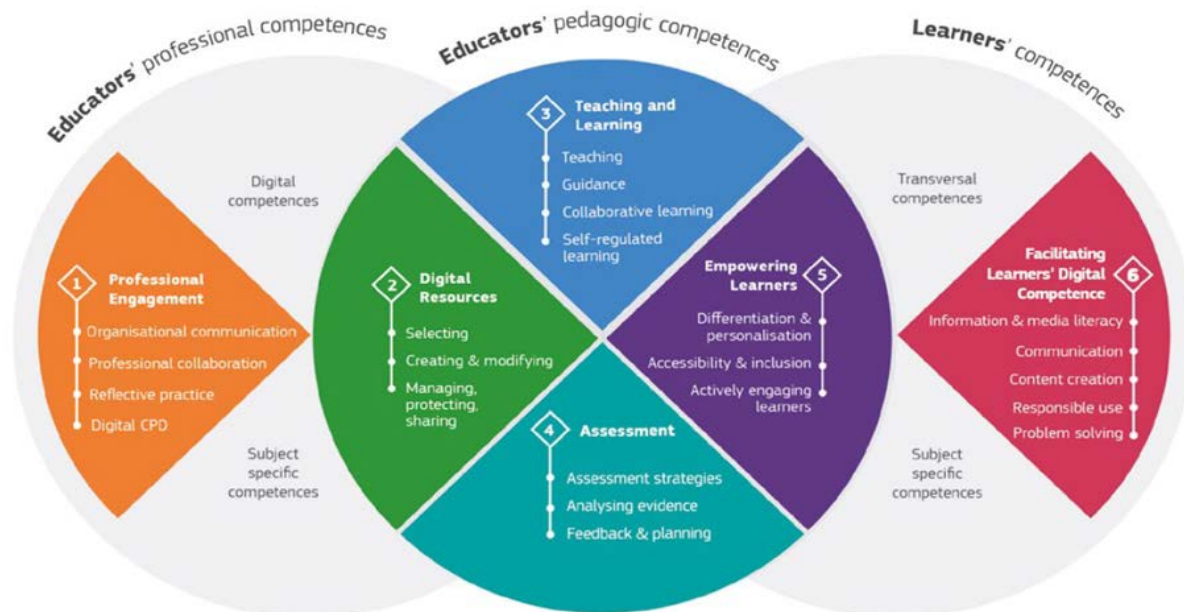 Educators' professional competences
Educators' pedagogic competences
Learners' competences
Digital
competences
Subject
specific
competences
1
Professional
Engagement
Organisational communication
Professional collaboration
Reflective practice
Digital CPD
2
Digital
Resources
Selecting
Creating & modifying
Managing,
protecting,
sharing
3
Teaching and
Learning
Teaching
Guidance
Collaborative learning
Self-regulated
learning
4
Assessment
Assessment strategies
Analysing evidence
Feedback & planning
Empowering
Learners
5
Differentiation &
personalisation
Accessibility & inclusion
Actively engaging
learners
Transversal
competences
Subject
specific
competences
Facilitating
Learners' Digital
Competence
6
Information & media literacy
Communication
Content creation
Responsible use
Problem solving